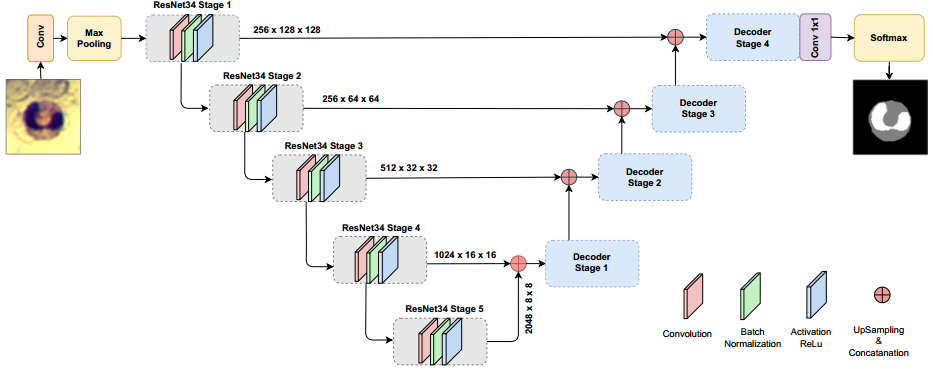 ResNet34 Stage 1
Conv
Max
Pooling
256 x 128 x 128
Decoder
Stage 4
Conv 1x1
Softmax
ResNet34 Stage 2
256 x 64 x 64
Decoder
Stage 3
ResNet34 Stage 3
512 x 32 x 32
Decoder
Stage 2
ResNet34 Stage 4
1024 x 16 x 16
Decoder
Stage 1
ResNet34 Stage 5
2048 x 8 x 8
Convolution
Batch
Normalization
Activation
ReLu
UpSampling
&
Concatanation